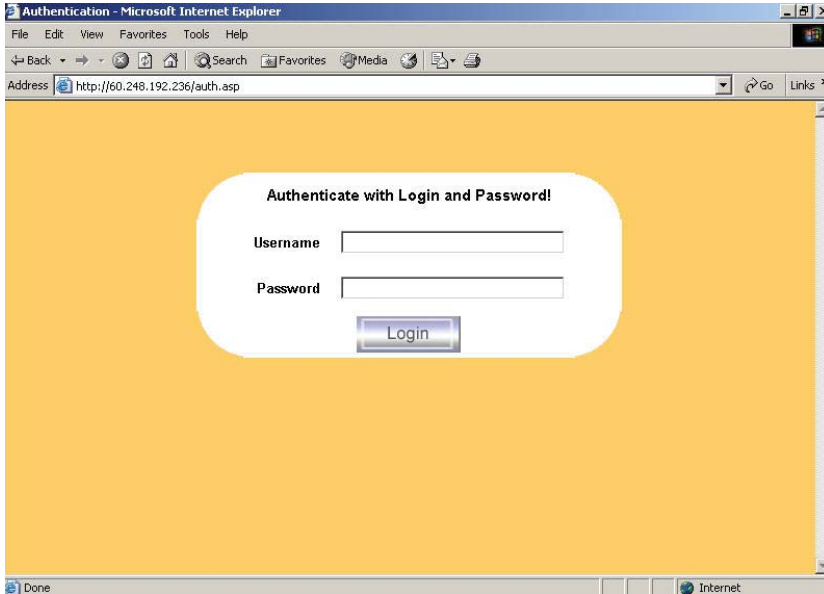 Authentication - Microsoft Internet Explorer
File Edit View Favorites Tools Help
Back Search Favorites Media
Address http://60.248.192.236/auth.asp Go Links
Authenticate with Login and Password!
Username
Password
Login
Done Internet